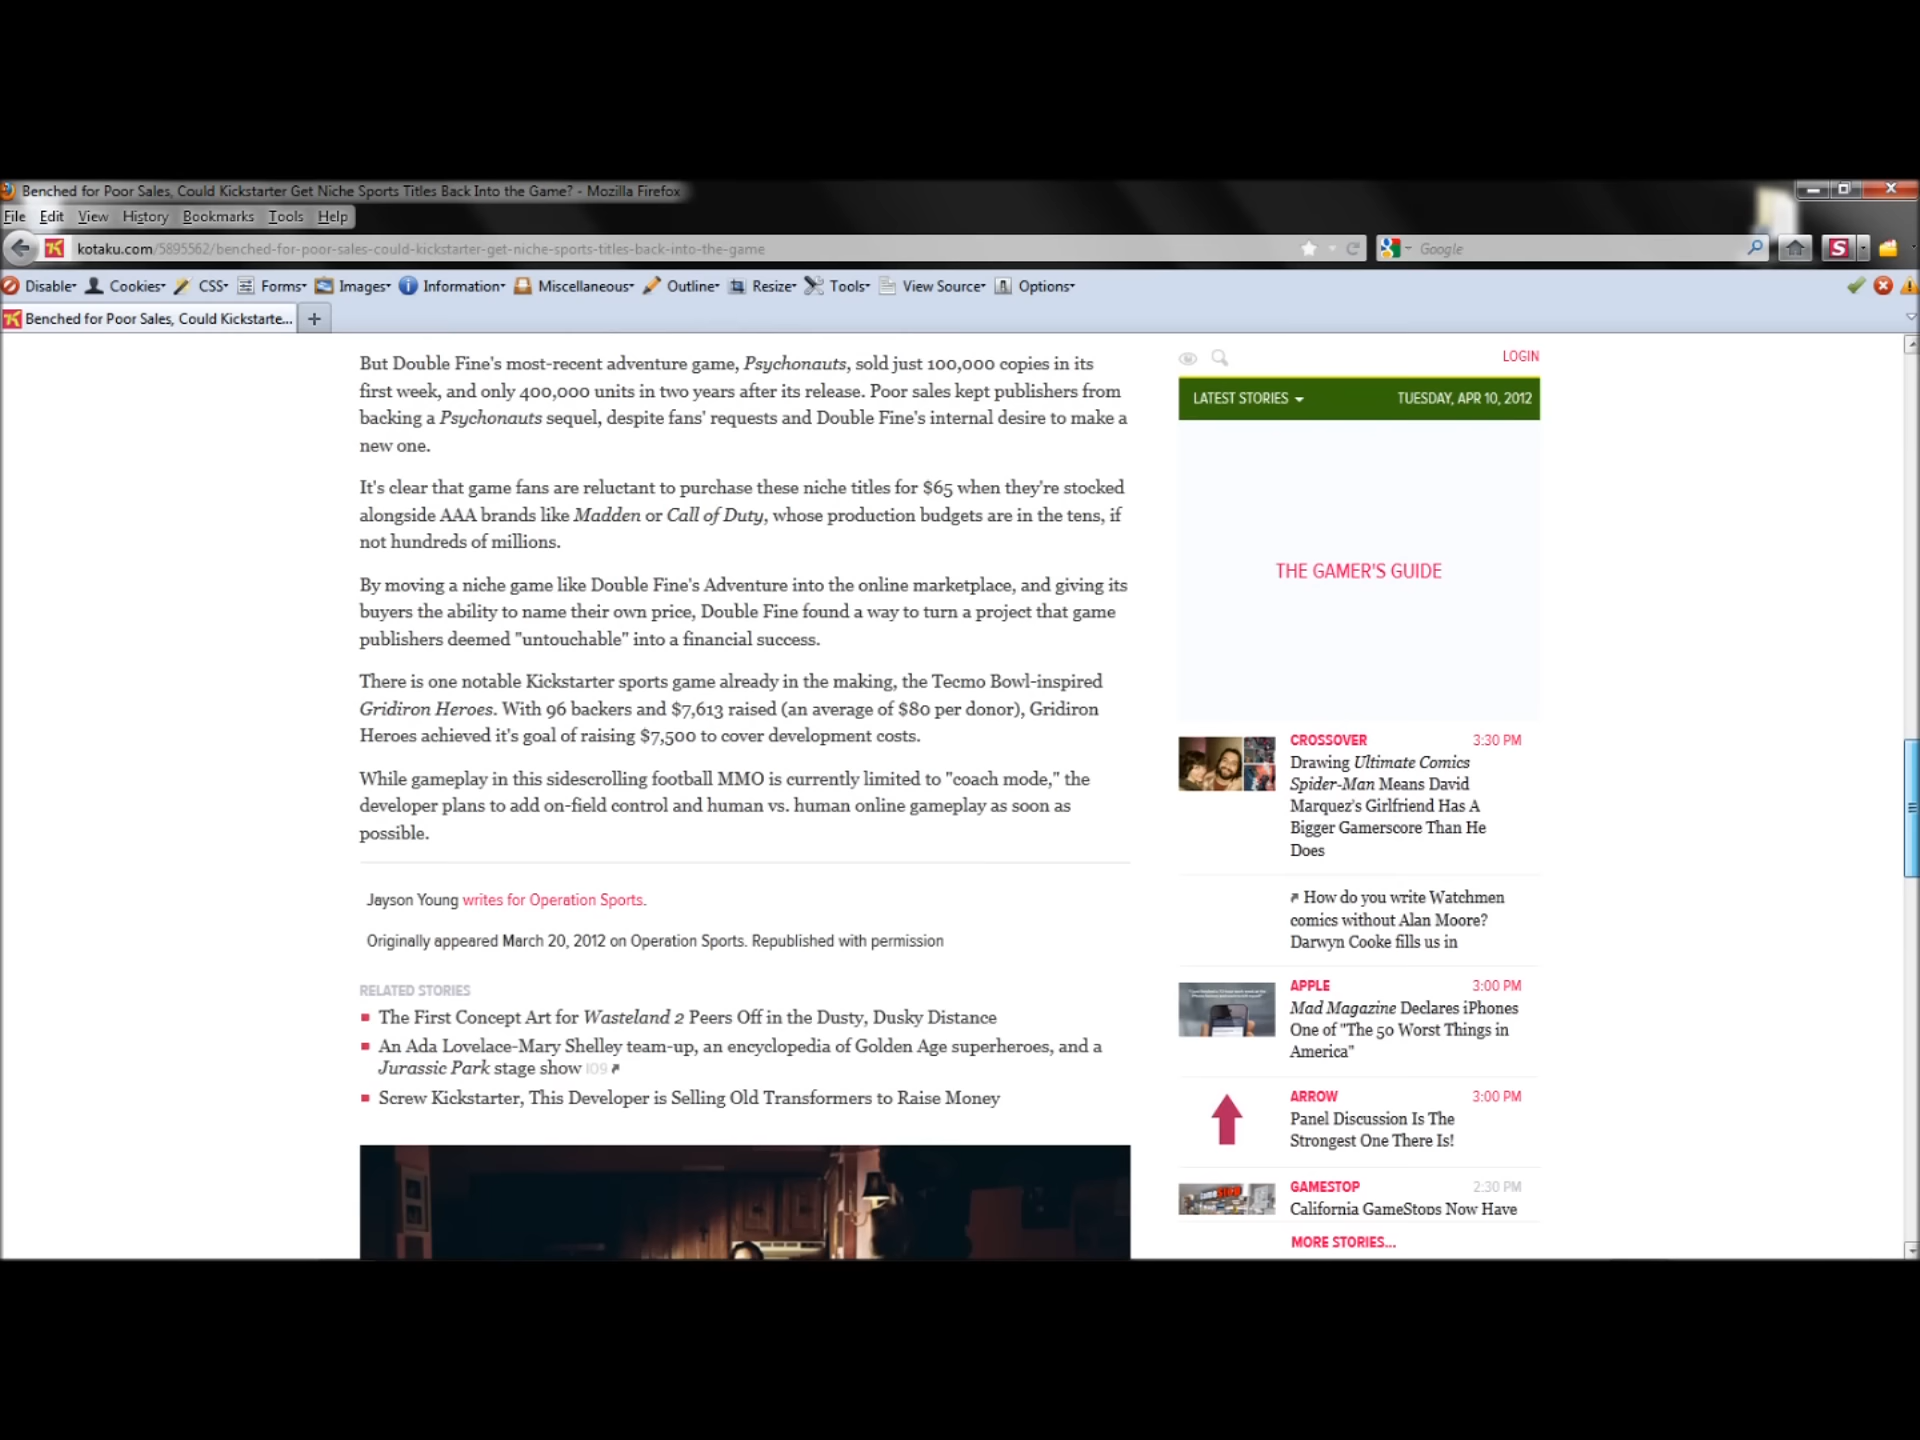 Benched for Poor Sales, Could Kickstarter Get Niche Sports Titles Back Into the Game? - Mozilla Firefox
File Edit View History Bookmarks Tools Help
kotaku.com/5895562/benched-for-poor-sales-could-kickstarter-get-niche-sports-titles-back-into-the-game
Google
Disable Cookies CSS Forms Images Information Miscellaneous Outline Resize Tools View Source Options
Benched for Poor Sales, Could Kickstarte...
But Double Fine's most-recent adventure game, Psychonauts, sold just 100,000 copies in its
first week, and only 400,000 units in two years after its release. Poor sales kept publishers from
backing a Psychonauts sequel, despite fans' requests and Double Fine's internal desire to make a
new one.
It's clear that game fans are reluctant to purchase these niche titles for $65 when they're stocked
alongside AAA brands like Madden or Call of Duty, whose production budgets are in the tens, if
not hundreds of millions.
By moving a niche game like Double Fine's Adventure into the online marketplace, and giving its
buyers the ability to name their own price, Double Fine found a way to turn a project that game
publishers deemed "untouchable" into a financial success.
There is one notable Kickstarter sports game already in the making, the Tecmo Bowl-inspired
Gridiron Heroes. With 96 backers and $7,613 raised (an average of $80 per donor), Gridiron
Heroes achieved it's goal of raising $7,500 to cover development costs.
While gameplay in this sidescrolling football MMO is currently limited to "coach mode," the
developer plans to add on-field control and human vs. human online gameplay as soon as
possible.
Jayson Young writes for Operation Sports.
Originally appeared March 20, 2012 on Operation Sports. Republished with permission
RELATED STORIES
The First Concept Art for Wasteland 2 Peers Off in the Dusty, Dusky Distance
An Ada Lovelace-Mary Shelley team-up, an encyclopedia of Golden Age superheroes, and a
Jurassic Park stage show IO9
Screw Kickstarter, This Developer is Selling Old Transformers to Raise Money
LOGIN
LATEST STORIES TUESDAY, APR 10, 2012
THE GAMER'S GUIDE
CROSSOVER 3:30 PM
Drawing Ultimate Comics
Spider-Man Means David
Marquez's Girlfriend Has A
Bigger Gamerscore Than He
Does
How do you write Watchmen
comics without Alan Moore?
Darwyn Cooke fills us in
APPLE 3:00 PM
Mad Magazine Declares iPhones
One of "The 50 Worst Things in
America"
ARROW 3:00 PM
Panel Discussion Is The
Strongest One There Is!
GAMESTOP 2:30 PM
California GameStops Now Have
MORE STORIES...